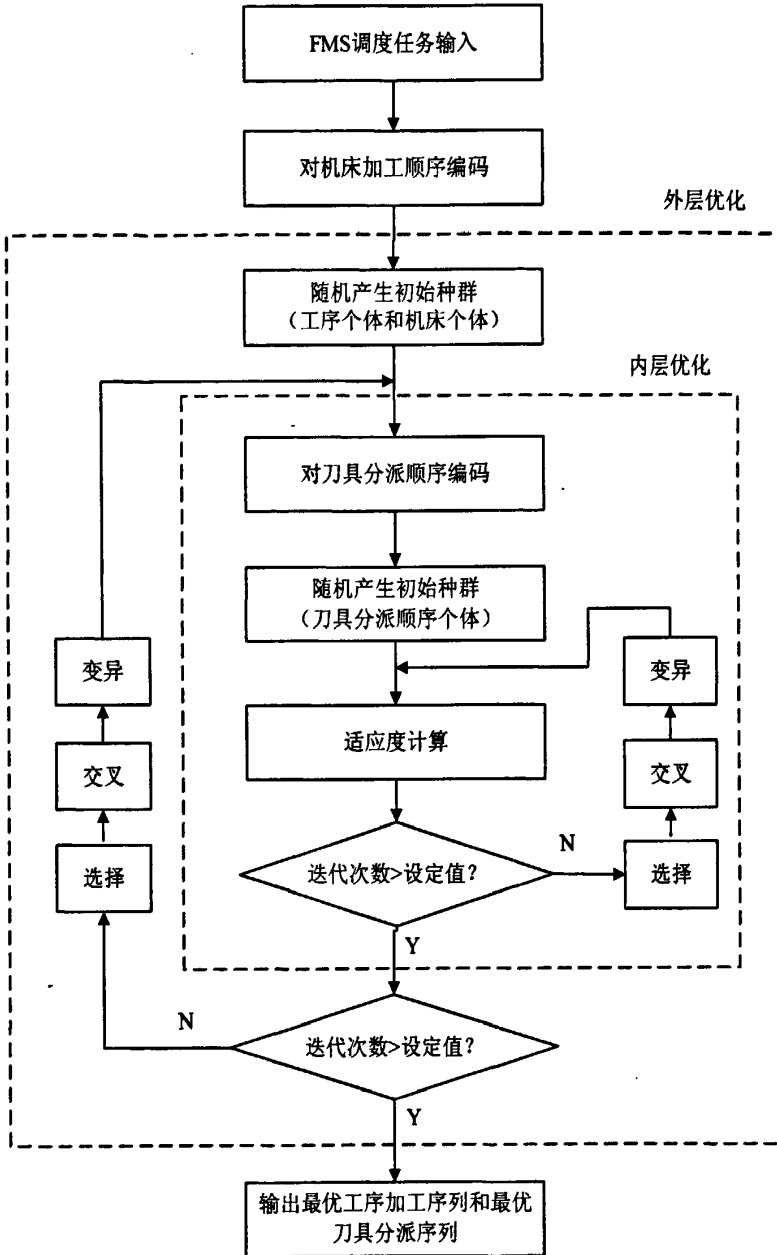 FMS调度任务输入
对机床加工顺序编码
外层优化
随机产生初始种群
（工序个体和机床个体）
内层优化
对刀具分派顺序编码
随机产生初始种群
（刀具分派顺序个体）
变异
变异
适应度计算
交叉
交叉
迭代次数>设定值？
N
选择
选择
Y
N
迭代次数>设定值？
Y
输出最优工序加工序列和最优
刀具分派序列